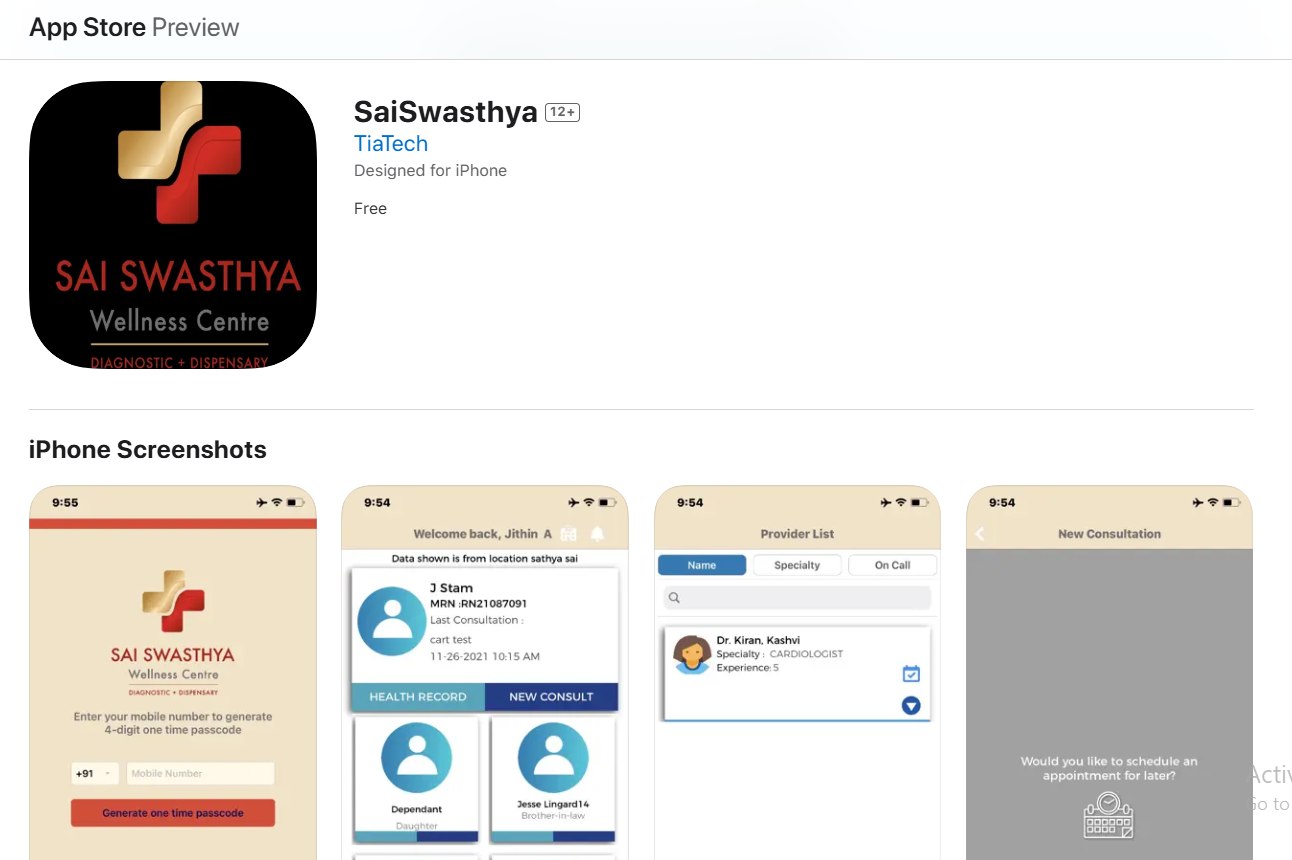 App Store Preview
SAI SWASTHYA
Wellness Centre
DIAGNOSTIC + DISPENSARY
SaiSwasthya 12+
TiaTech
Designed for iPhone
Free
iPhone Screenshots
9:55
SAI SWASTHYA
Wellness Centre
DIAGNOSTIC + DISPENSARY
Enter your mobile number to generate
4-digit one time passcode
+91 Mobile Number
Generate one time passcode
9:54
Welcome back, Jithin A
Data shown is from location sathya sai
J Stam
MRN :RN21087091
Last Consultation :
cart test
11-26-2021 10:15 AM
HEALTH RECORD NEW CONSULT
Dependant
Daughter
Jesse Lingard14
Brother-in-law
9:54
Provider List
Name Specialty On Call
Dr. Kiran, Kashvi
Specialty : CARDIOLOGIST
Experience: 5
9:54
New Consultation
Would you like to schedule an
appointment for later?
Go to